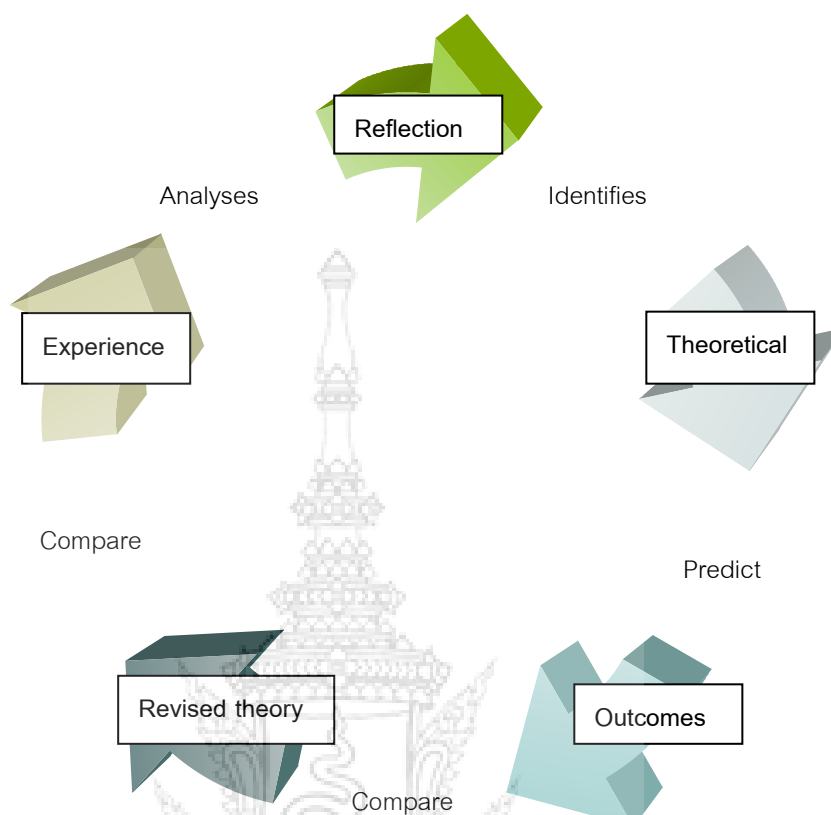 Reflection
Analyses
Identifies
Experience
Theoretical
Compare
Predict
Revised theory
Outcomes
Compare